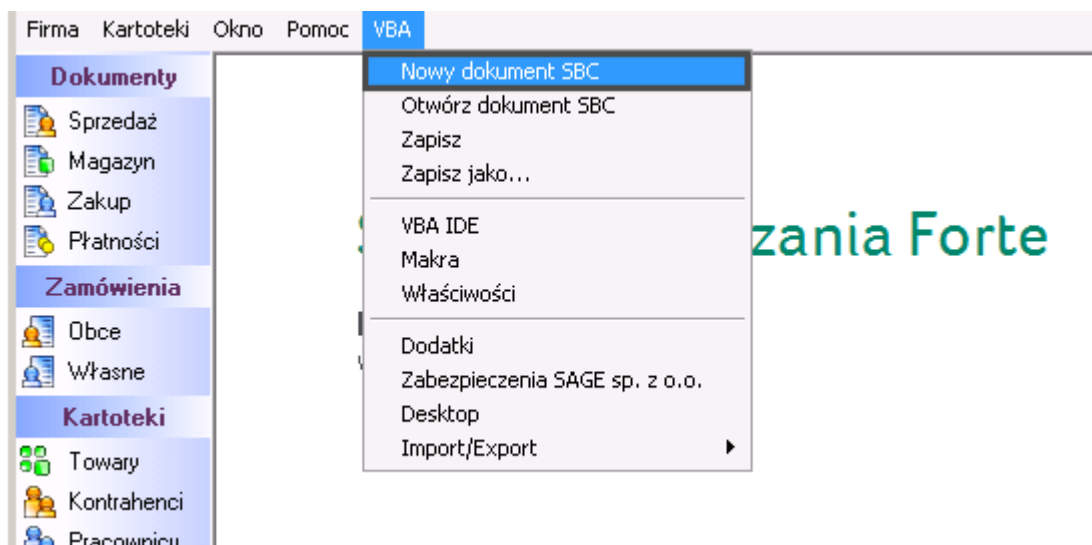 Firma Kartoteki Okno Pomoc VBA
Dokumenty
Sprzedaż
Magazyn
Zakup
Płatności
Zamówienia
Obce
Własne
Kartoteki
Towary
Kontrahenci
Pracownicy
Nowy dokument SBC
Otwórz dokument SBC
Zapisz
Zapisz jako...
VBA IDE
Makra
Właściwości
Dodatki
Zabezpieczenia SAGE sp. z o.o.
Desktop
Import/Export
Forte